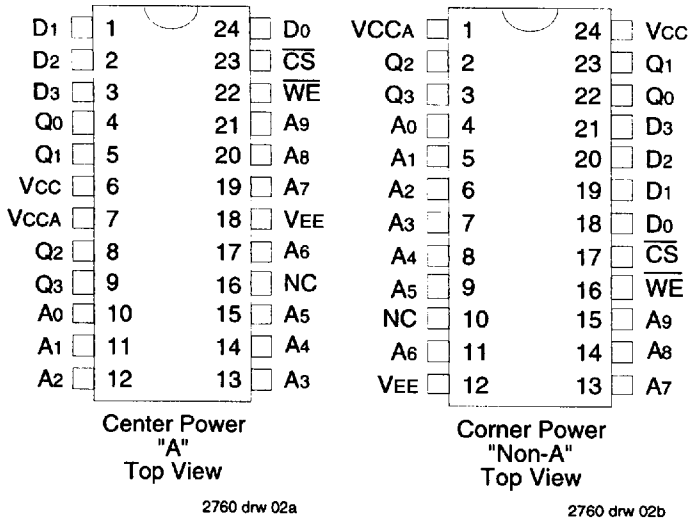 D1 1 24 D0
D2 2 23 CS
D3 3 22 WE
Q0 4 21 A9
Q1 5 20 A8
VCC 6 19 A7
VCCA 7 18 VEE
Q2 8 17 A6
Q3 9 16 NC
A0 10 15 A5
A1 11 14 A4
A2 12 13 A3
Center Power
"A"
Top View
2760 drw 02a
VCCA 1 24 VCC
Q2 2 23 Q1
Q3 3 22 Q0
A0 4 21 D3
A1 5 20 D2
A2 6 19 D1
A3 7 18 D0
A4 8 17 CS
A5 9 16 WE
NC 10 15 A9
A6 11 14 A8
VEE 12 13 A7
Corner Power
"Non-A"
Top View
2760 drw 02b